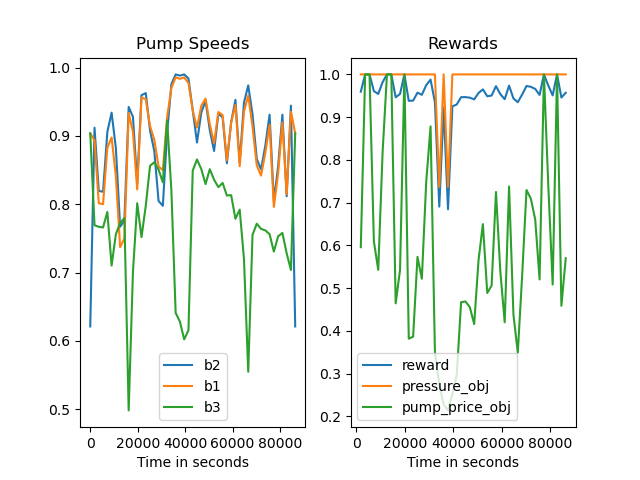 Pump Speeds
1.0
0.9
0.8
0.7
0.6
0.5
b2
b1
b3
0 20000 40000 60000 80000
Time in seconds
Rewards
1.0
0.9
0.8
0.7
0.6
0.5
0.4
0.3
0.2
reward
pressure_obj
pump_price_obj
0 20000 40000 60000 80000
Time in seconds